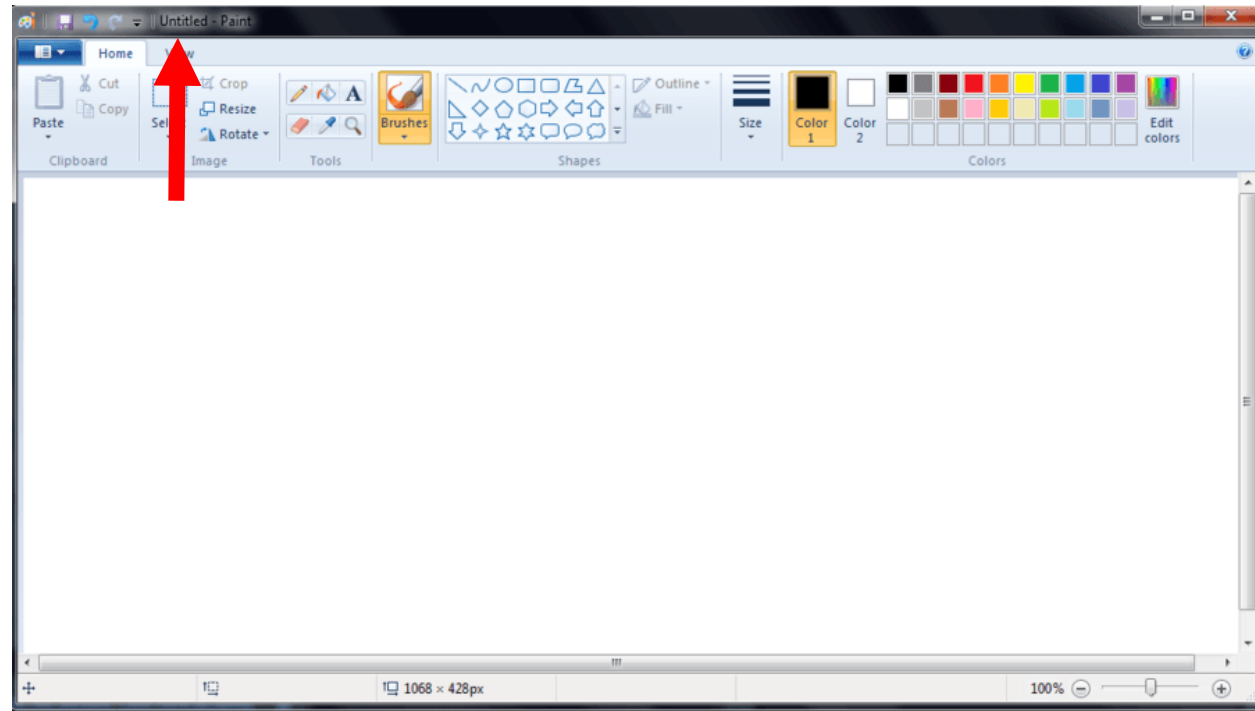 Untitled - Paint
Home
Cut
Crop
Outline
Copy
Resize
Fill
Paste
Rotate
Brushes
Size
Color 1
Color 2
Edit colors
Clipboard
Image
Tools
Shapes
Colors
1068 × 428px
100%